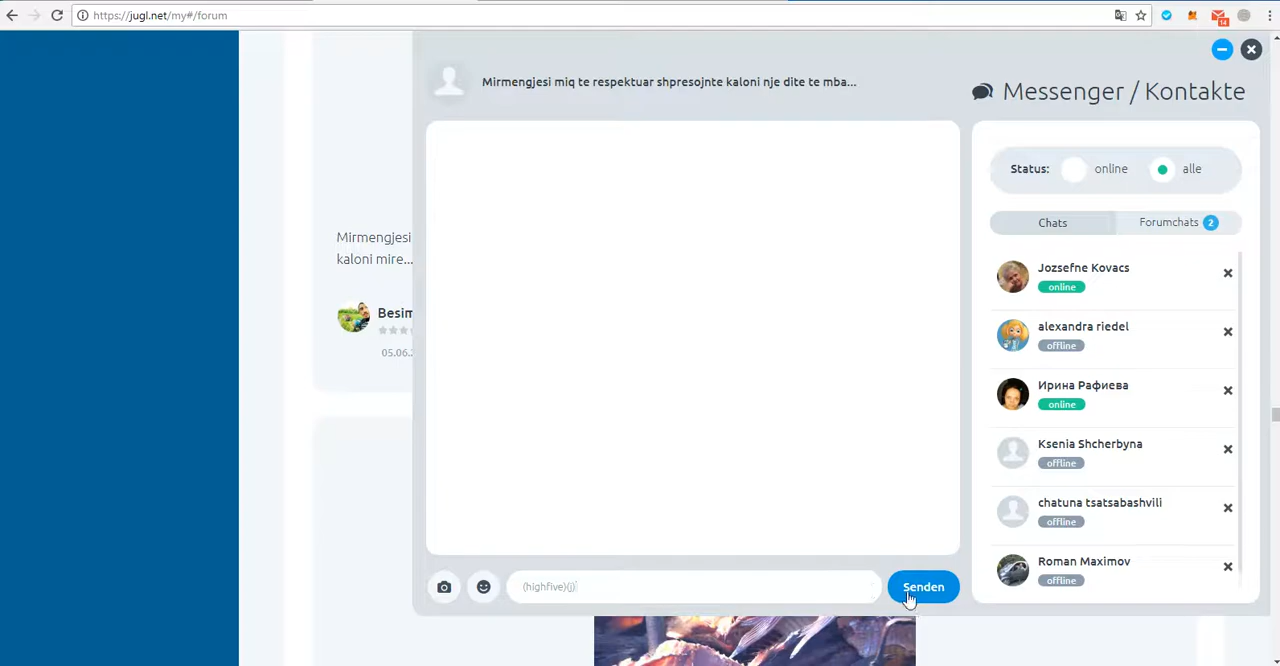 https://jugl.net/my#/forum
14
Mirmengjesi miq te respektuar shpresojnte kaloni nje dite te mba...
Messenger / Kontakte
Status: online alle
Chats Forumchats 2
Mirmengjesi
kaloni mire...
Besim
05.06.2
Jozsefne Kovacs
online
alexandra riedel
offline
Ирина Рафиева
online
Ksenia Shcherbyna
offline
chatuna tsatsabashvili
offline
Roman Maximov
offline
(highfive)(j)
Senden